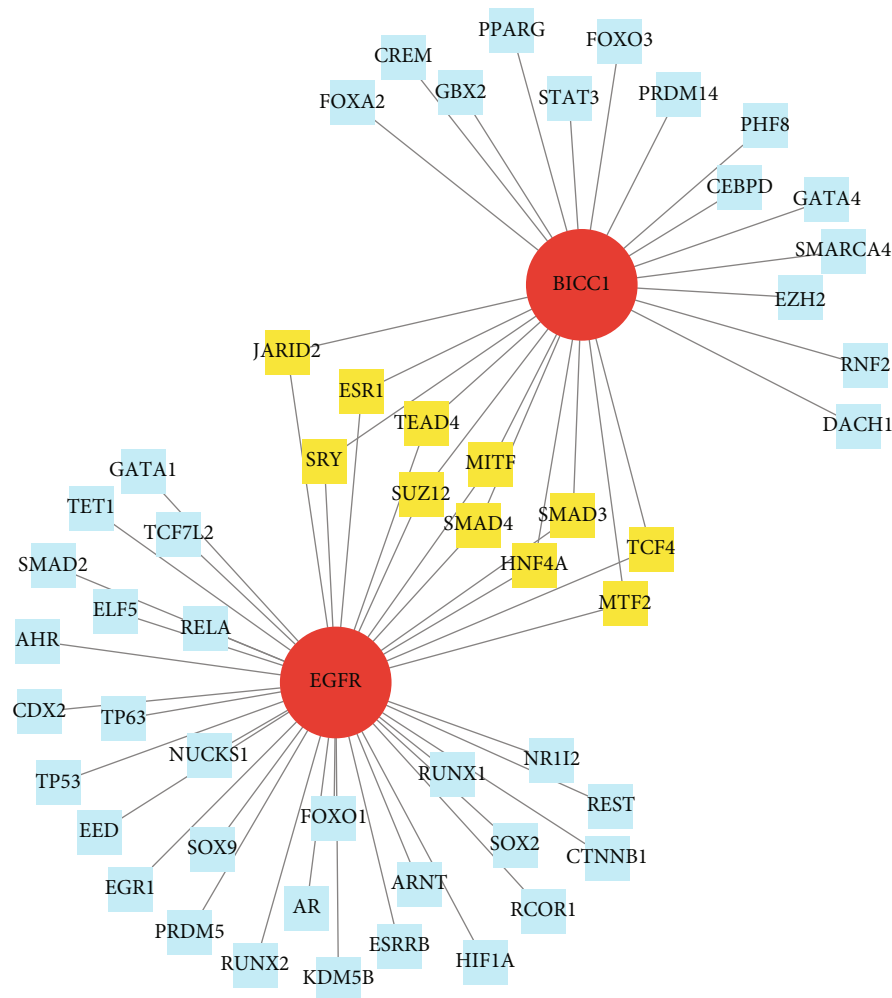 PPARG
FOXO3
CREM
GBX2
FOXA2
STAT3
PRDM14
PHF8
CEBPD
GATA4
SMARCA4
BICC1
EZH2
JARID2
RNF2
ESR1
TEAD4
DACH1
SRY
MITF
GATA1
SUZ12
TET1
TCF7L2
SMAD4
SMAD3
TCF4
SMAD2
HNF4A
ELF5
RELA
MTF2
AHR
EGFR
CDX2
TP63
NUCKS1
NR1I2
RUNX1
TP53
REST
FOXO1
EED
SOX9
SOX2
CTNNB1
EGR1
ARNT
AR
RCOR1
PRDM5
ESRRB
RUNX2
HIF1A
KDM5B